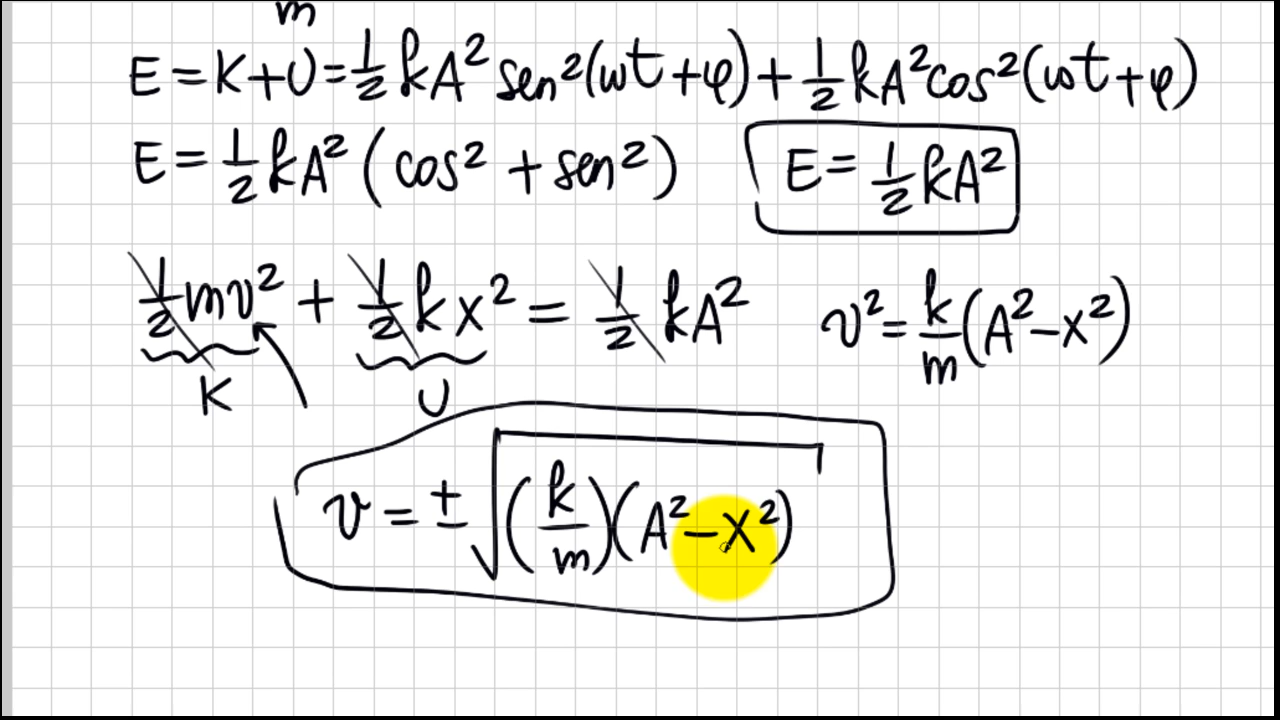 m
E = K+U = 1/2 kA² sen²(ωt+φ) + 1/2 kA² cos²(ωt+φ)
E = 1/2 kA² (cos² + sen²) E = 1/2 kA²
1/2 mv² + 1/2 k x² = 1/2 kA² v² = k/m (A²−x²)
K U
v = ± √((k/m)(A²−x²))